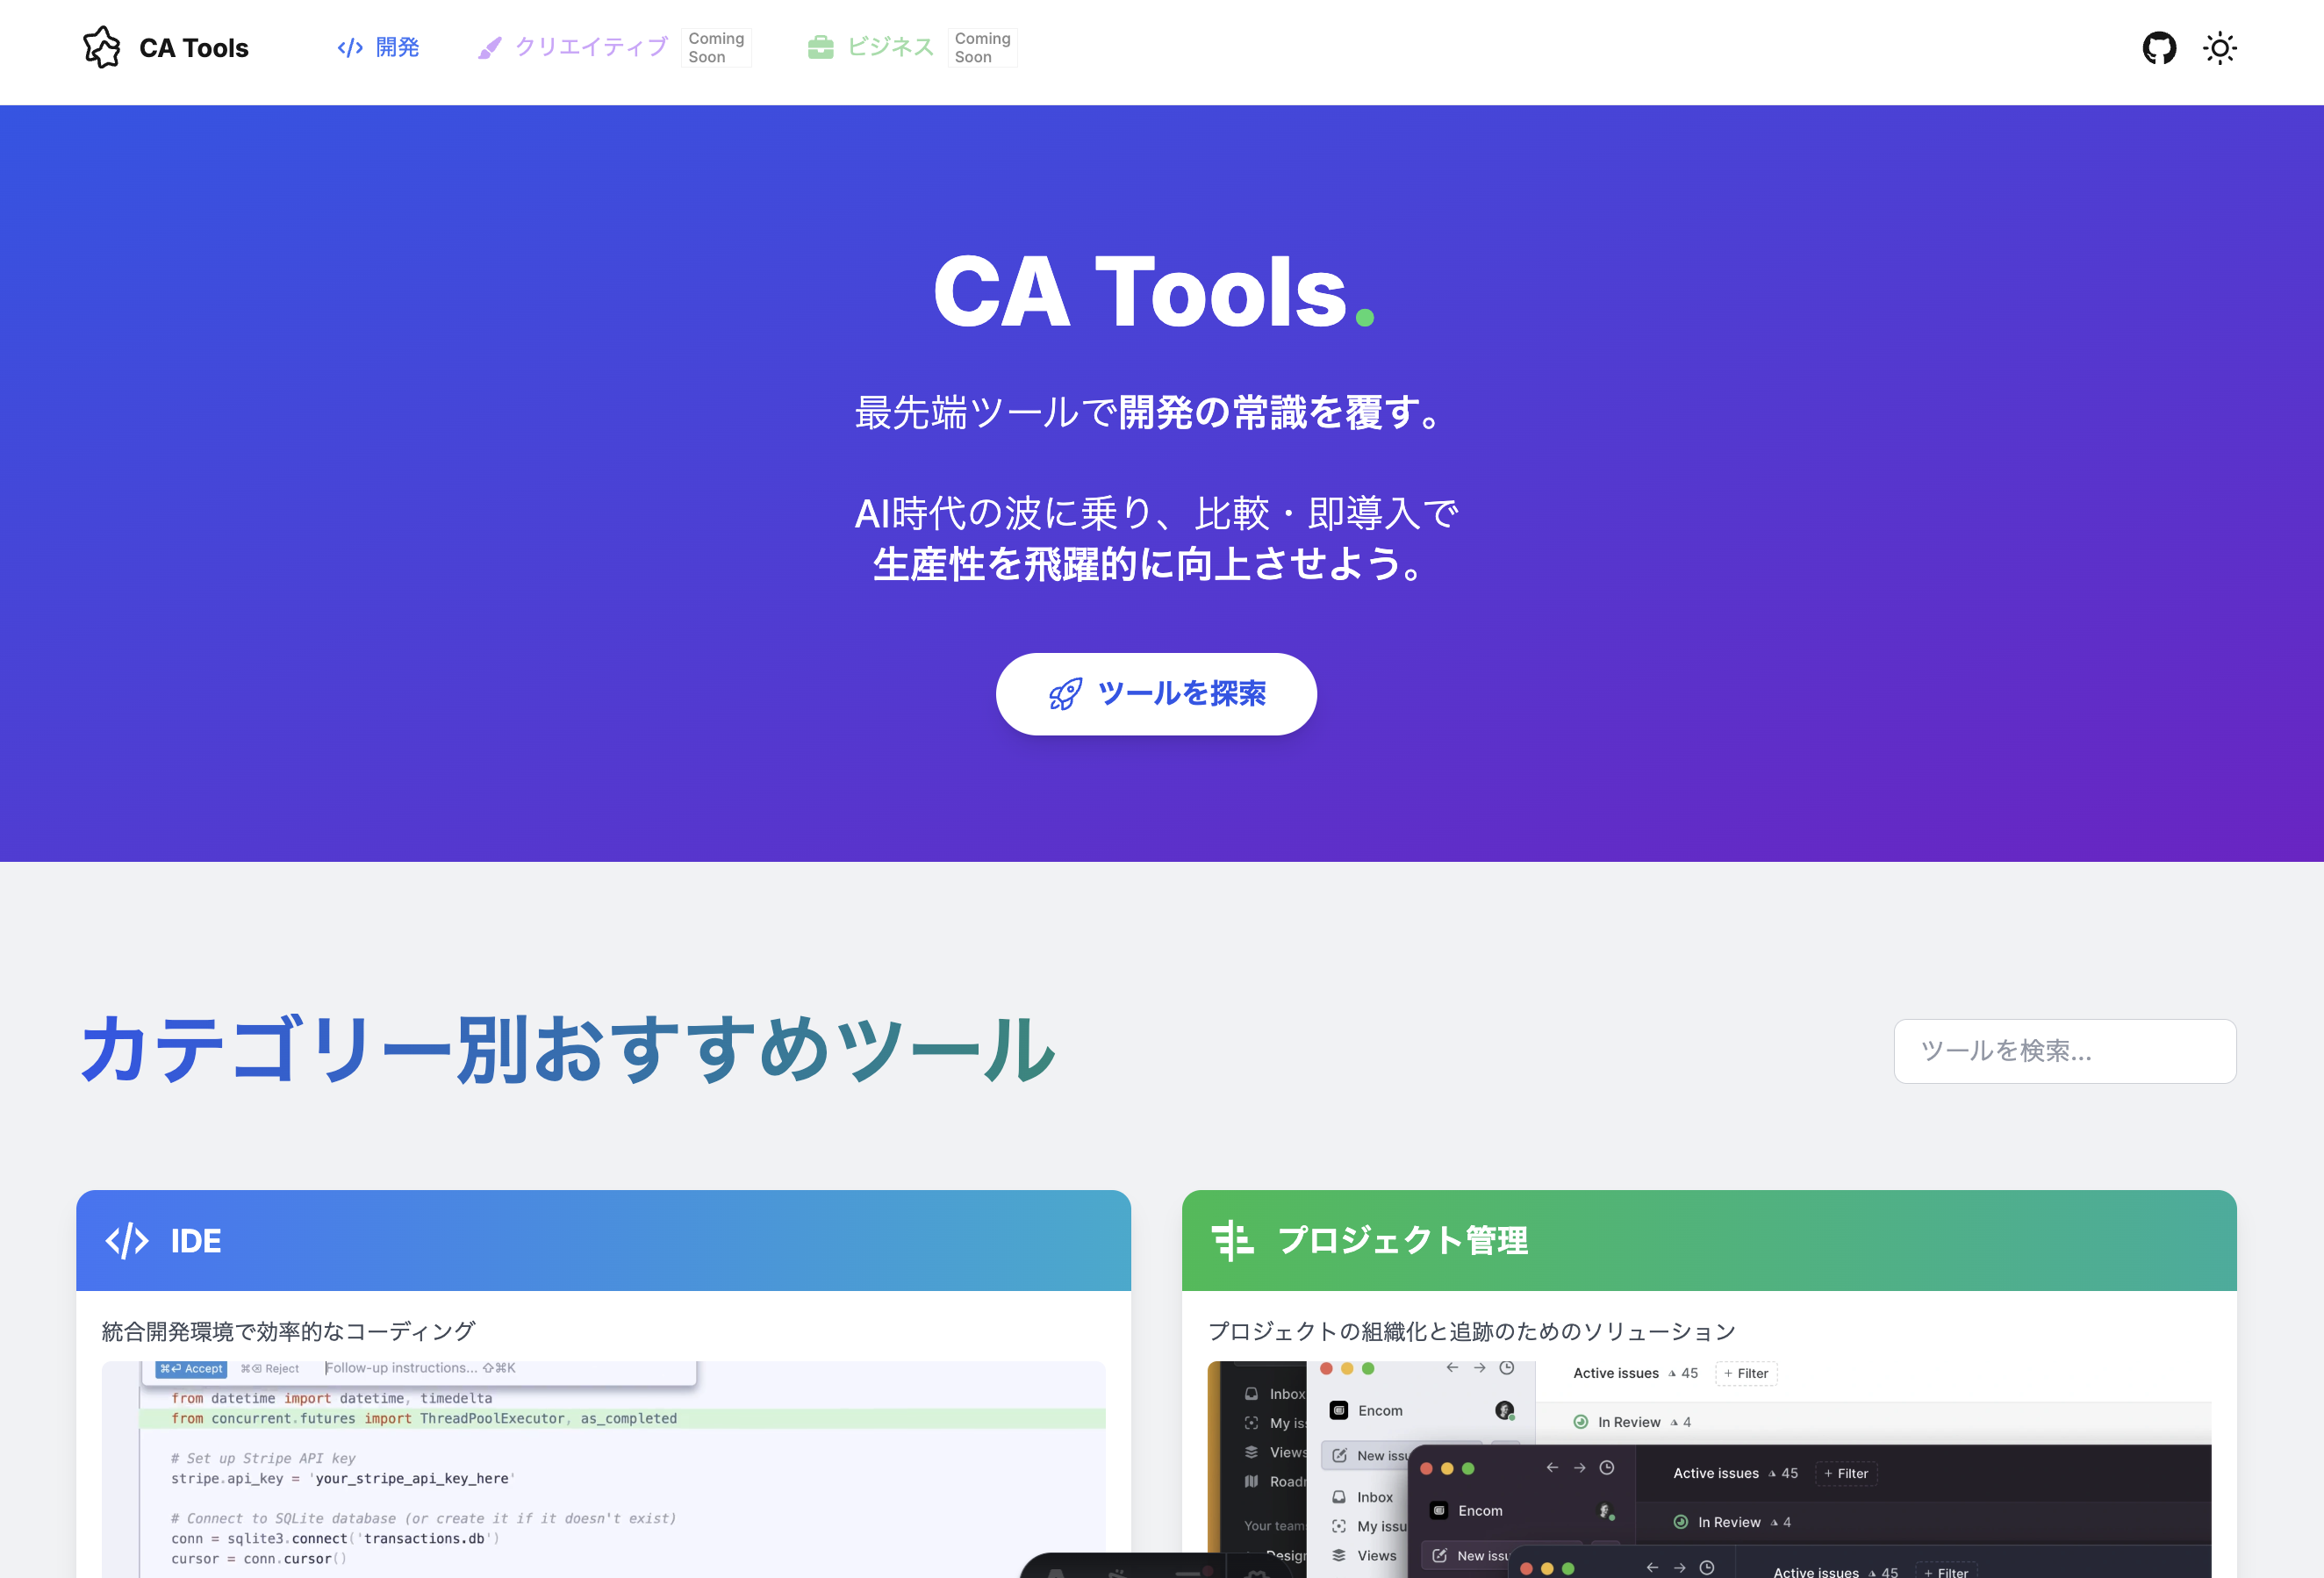 CA Tools
開発
クリエイティブ
Coming
Soon
ビジネス
Coming
Soon
CA Tools.
最先端ツールで開発の常識を覆す。
AI時代の波に乗り、比較・即導入で
生産性を飛躍的に向上させよう。
ツールを探索
カテゴリー別おすすめツール
ツールを検索...
</> IDE
統合開発環境で効率的なコーディング
⌘⏎ Accept ⌘⌫ Reject Follow-up instructions... ⇧⌘K
from datetime import datetime, timedelta
from concurrent.futures import ThreadPoolExecutor, as_completed
# Set up Stripe API key
stripe.api_key = 'your_stripe_api_key_here'
# Connect to SQLite database (or create it if it doesn't exist)
conn = sqlite3.connect('transactions.db')
cursor = conn.cursor()
プロジェクト管理
プロジェクトの組織化と追跡のためのソリューション
Inbox
My is
Views
Road
Your team
Design
Encom
New issu
Inbox
My issu
Views
Active issues 45 + Filter
In Review 4
Encom
New issu
Active issues 45 + Filter
In Review 4
Active issues 45 + Filter